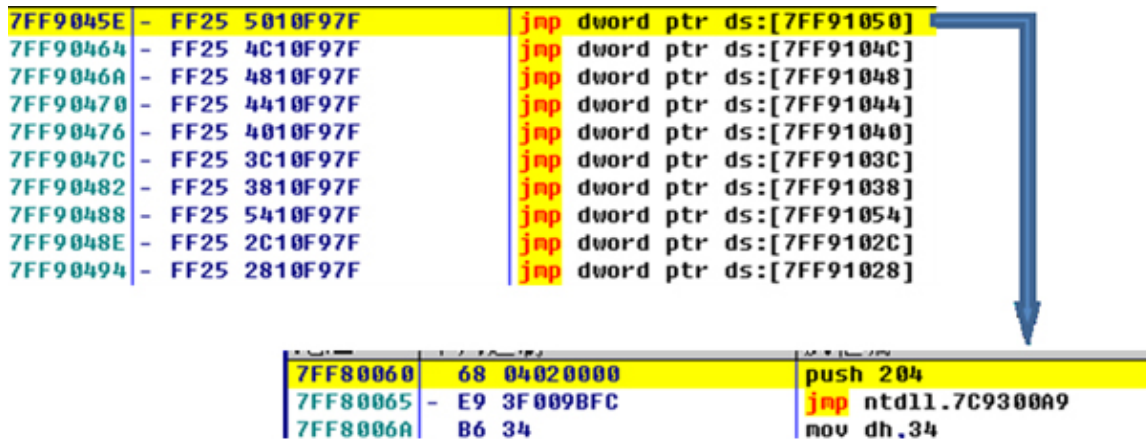 7FF9045E - FF25 5010F97F jmp dword ptr ds:[7FF91050]
7FF90464 - FF25 4C10F97F jmp dword ptr ds:[7FF9104C]
7FF9046A - FF25 4810F97F jmp dword ptr ds:[7FF91048]
7FF90470 - FF25 4410F97F jmp dword ptr ds:[7FF91044]
7FF90476 - FF25 4010F97F jmp dword ptr ds:[7FF91040]
7FF9047C - FF25 3C10F97F jmp dword ptr ds:[7FF9103C]
7FF90482 - FF25 3810F97F jmp dword ptr ds:[7FF91038]
7FF90488 - FF25 5410F97F jmp dword ptr ds:[7FF91054]
7FF9048E - FF25 2C10F97F jmp dword ptr ds:[7FF9102C]
7FF90494 - FF25 2810F97F jmp dword ptr ds:[7FF91028]
7FF80060 68 04020000 push 204
7FF80065 - E9 3F009BFC jmp ntdll.7C9300A9
7FF8006A B6 34 mov dh,34